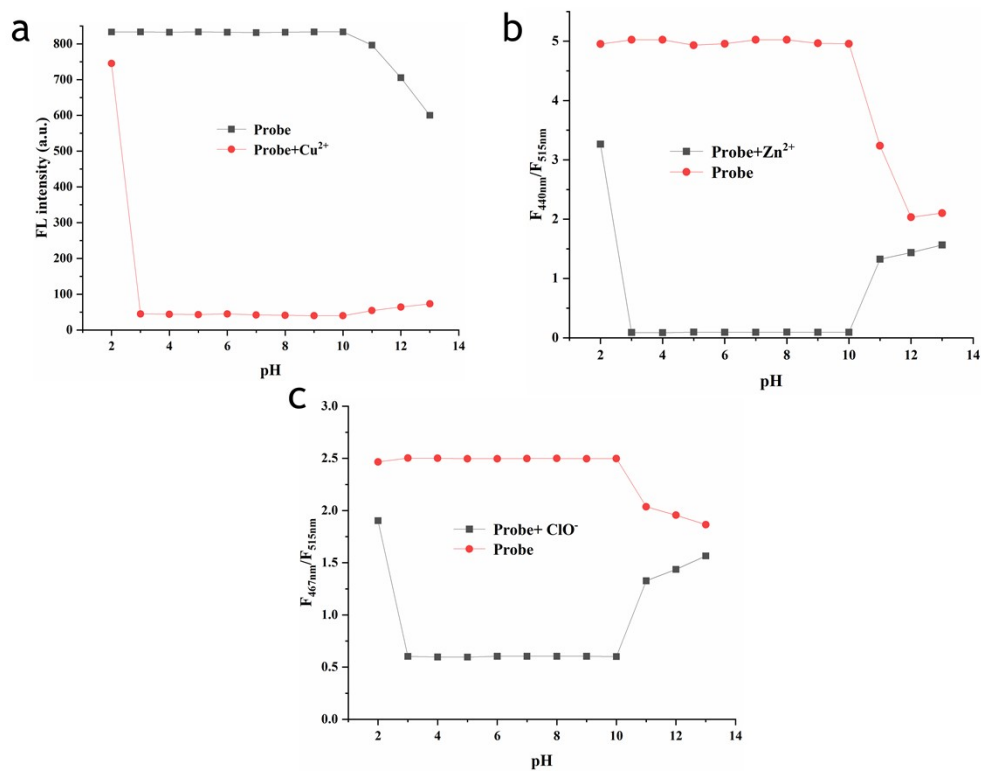 a
FL intensity (a.u.)
800
700
600
500
400
300
200
100
0
Probe
Probe+Cu²⁺
2 4 6 8 10 12 14
pH
b
F440nm/F515nm
5
4
3
2
1
0
Probe+Zn²⁺
Probe
2 4 6 8 10 12 14
pH
c
F467nm/F515nm
3.0
2.5
2.0
1.5
1.0
0.5
0.0
Probe+ ClO⁻
Probe
2 4 6 8 10 12 14
pH